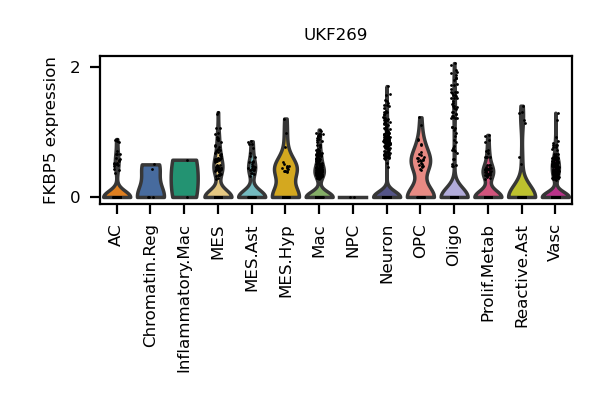 UKF269
FKBP5 expression
2
0
AC
Chromatin.Reg
Inflammatory.Mac
MES
MES.Ast
MES.Hyp
Mac
NPC
Neuron
OPC
Oligo
Prolif.Metab
Reactive.Ast
Vasc